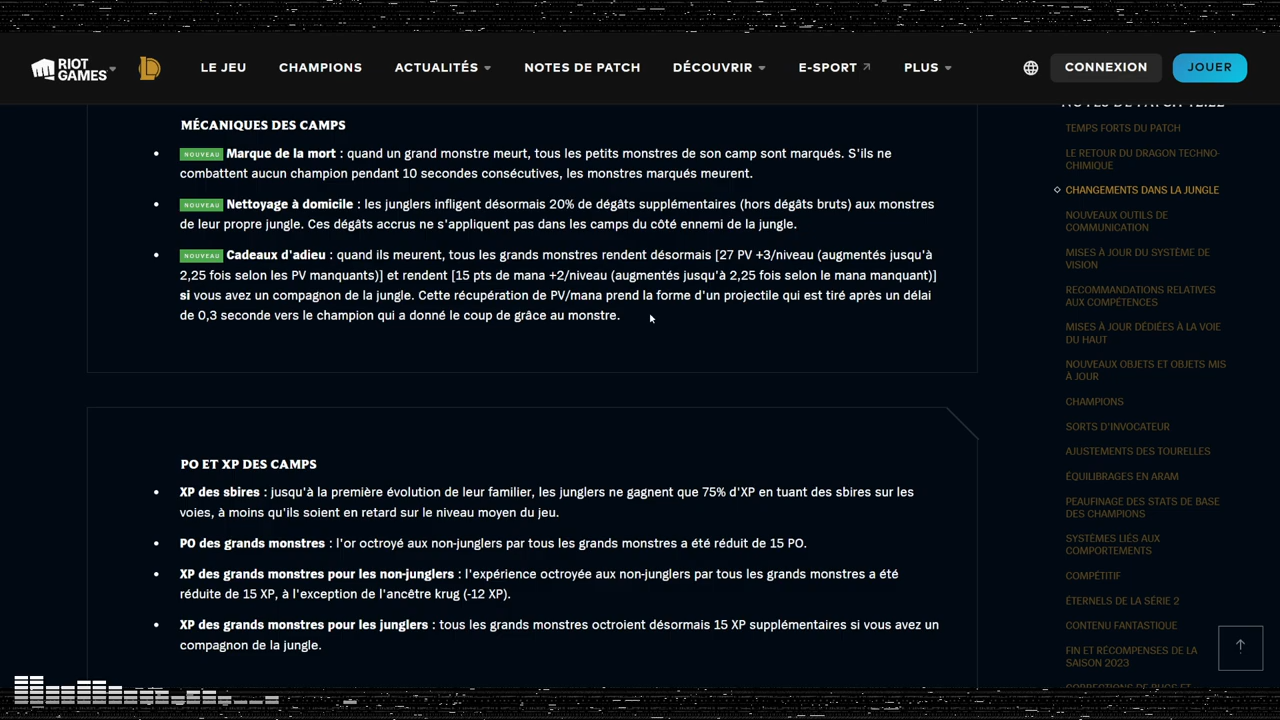 RIOT GAMES
LE JEU
CHAMPIONS
ACTUALITÉS
NOTES DE PATCH
DÉCOUVRIR
E-SPORT
PLUS
CONNEXION
JOUER
MÉCANIQUES DES CAMPS
NOUVEAU Marque de la mort : quand un grand monstre meurt, tous les petits monstres de son camp sont marqués. S'ils ne
combattent aucun champion pendant 10 secondes consécutives, les monstres marqués meurent.
NOUVEAU Nettoyage à domicile : les junglers infligent désormais 20% de dégâts supplémentaires (hors dégâts bruts) aux monstres
de leur propre jungle. Ces dégâts accrus ne s'appliquent pas dans les camps du côté ennemi de la jungle.
NOUVEAU Cadeaux d'adieu : quand ils meurent, tous les grands monstres rendent désormais [27 PV +3/niveau (augmentés jusqu'à
2,25 fois selon les PV manquants)] et rendent [15 pts de mana +2/niveau (augmentés jusqu'à 2,25 fois selon le mana manquant)]
si vous avez un compagnon de la jungle. Cette récupération de PV/mana prend la forme d'un projectile qui est tiré après un délai
de 0,3 seconde vers le champion qui a donné le coup de grâce au monstre.
PO ET XP DES CAMPS
XP des sbires : jusqu'à la première évolution de leur familier, les junglers ne gagnent que 75% d'XP en tuant des sbires sur les
voies, à moins qu'ils soient en retard sur le niveau moyen du jeu.
PO des grands monstres : l'or octroyé aux non-junglers par tous les grands monstres a été réduit de 15 PO.
XP des grands monstres pour les non-junglers : l'expérience octroyée aux non-junglers par tous les grands monstres a été
réduite de 15 XP, à l'exception de l'ancêtre krug (-12 XP).
XP des grands monstres pour les junglers : tous les grands monstres octroient désormais 15 XP supplémentaires si vous avez un
compagnon de la jungle.
NOTES DE PATCH 12.22
TEMPS FORTS DU PATCH
LE RETOUR DU DRAGON TECHNO-
CHIMIQUE
CHANGEMENTS DANS LA JUNGLE
NOUVEAUX OUTILS DE
COMMUNICATION
MISES À JOUR DU SYSTÈME DE
VISION
RECOMMANDATIONS RELATIVES
AUX COMPÉTENCES
MISES À JOUR DÉDIÉES À LA VOIE
DU HAUT
NOUVEAUX OBJETS ET OBJETS MIS
À JOUR
CHAMPIONS
SORTS D'INVOCATEUR
AJUSTEMENTS DES TOURELLES
ÉQUILIBRAGES EN ARAM
PEAUFINAGE DES STATS DE BASE
DES CHAMPIONS
SYSTÈMES LIÉS AUX
COMPORTEMENTS
COMPÉTITIF
ÉTERNELS DE LA SÉRIE 2
CONTENU FANTASTIQUE
FIN ET RÉCOMPENSES DE LA
SAISON 2023
CORRECTIONS DE BUGS ET